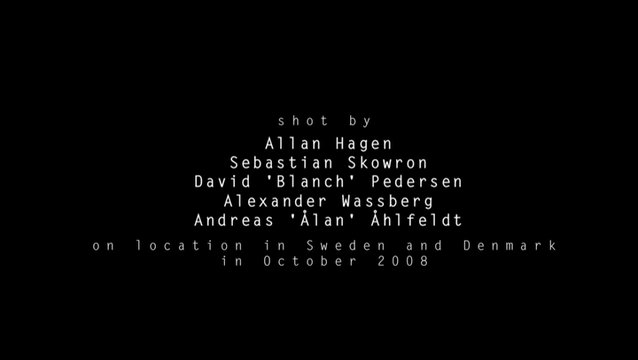 shot by
Allan Hagen
Sebastian Skowron
David 'Blanch' Pedersen
Alexander Wassberg
Andreas 'Ålan' Åhlfeldt
on location in Sweden and Denmark
in October 2008